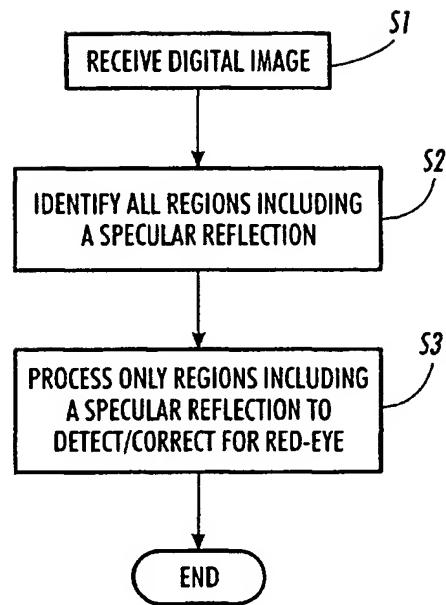 S1
RECEIVE DIGITAL IMAGE
S2
IDENTIFY ALL REGIONS INCLUDING
A SPECULAR REFLECTION
S3
PROCESS ONLY REGIONS INCLUDING
A SPECULAR REFLECTION TO
DETECT/CORRECT FOR RED-EYE
END